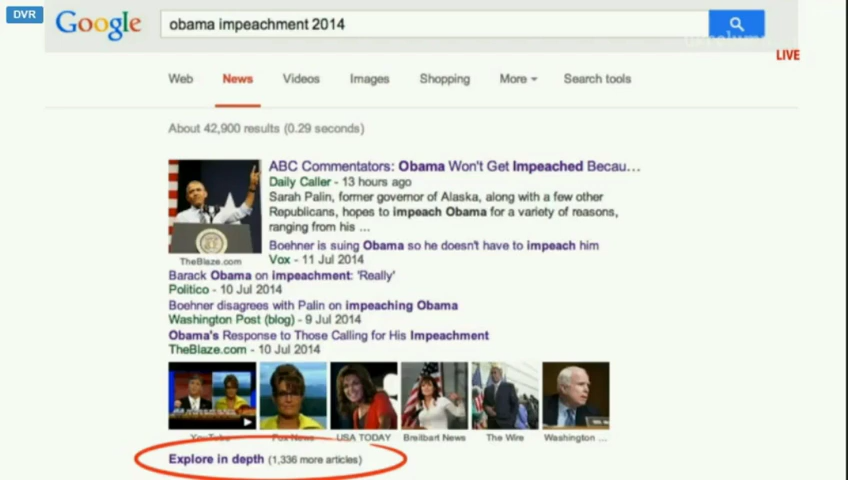 DVR
Google
obama impeachment 2014
LIVE
Web News Videos Images Shopping More Search tools
About 42,900 results (0.29 seconds)
ABC Commentators: Obama Won't Get Impeached Becau...
Daily Caller - 13 hours ago
Sarah Palin, former governor of Alaska, along with a few other
Republicans, hopes to impeach Obama for a variety of reasons,
ranging from his ...
Boehner is suing Obama so he doesn't have to impeach him
TheBlaze.com
Vox - 11 Jul 2014
Barack Obama on impeachment: 'Really'
Politico - 10 Jul 2014
Boehner disagrees with Palin on impeaching Obama
Washington Post (blog) - 9 Jul 2014
Obama's Response to Those Calling for His Impeachment
TheBlaze.com - 10 Jul 2014
YouTube Fox News USA TODAY Breitbart News The Wire Washington ...
Explore in depth (1,336 more articles)